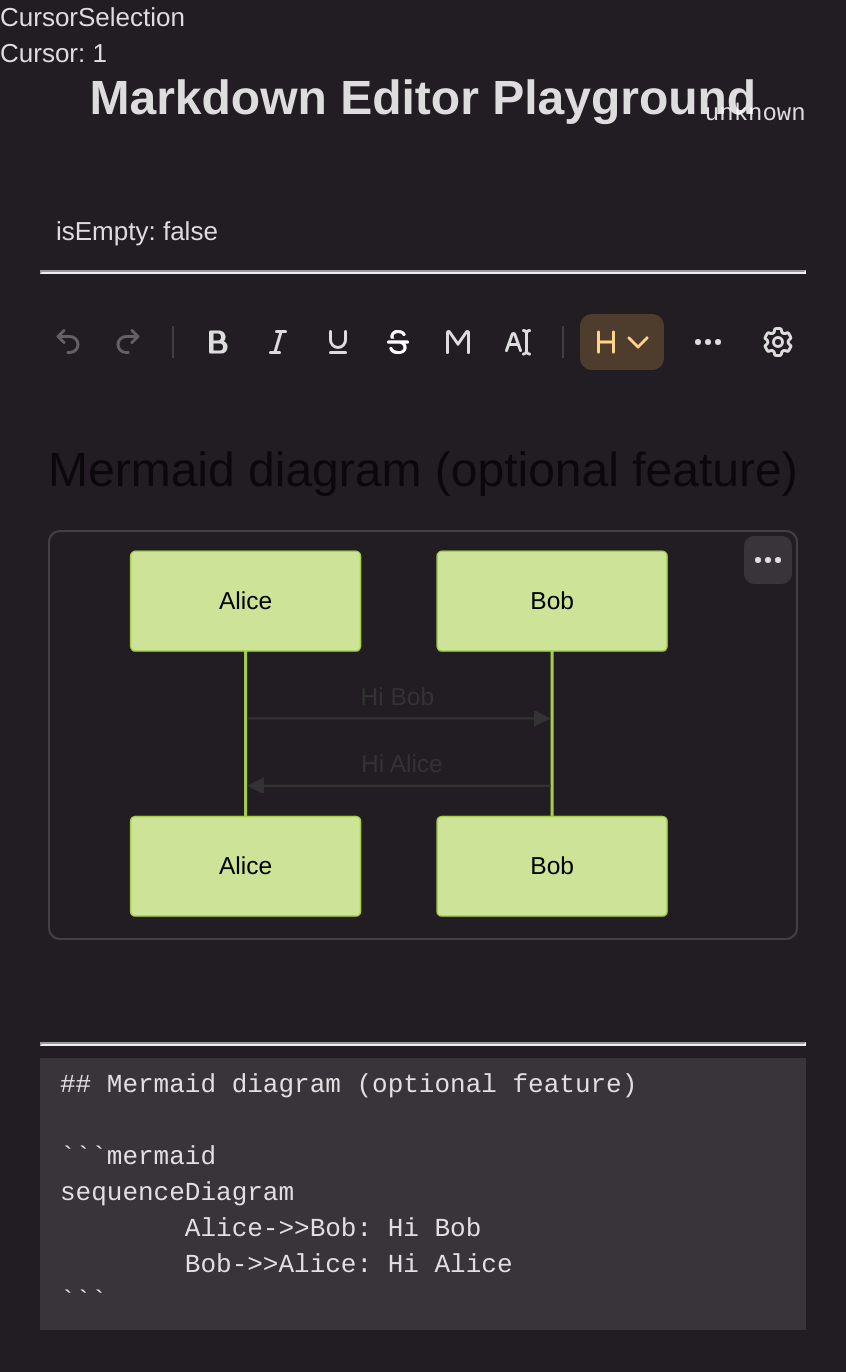 CursorSelection
Cursor: 1
Markdown Editor Playground
unknown
isEmpty: false
B I U S M A H
Mermaid diagram (optional feature)
Alice Bob
Hi Bob
Hi Alice
Alice Bob
## Mermaid diagram (optional feature)
```mermaid
sequenceDiagram
        Alice->>Bob: Hi Bob
        Bob->>Alice: Hi Alice
```